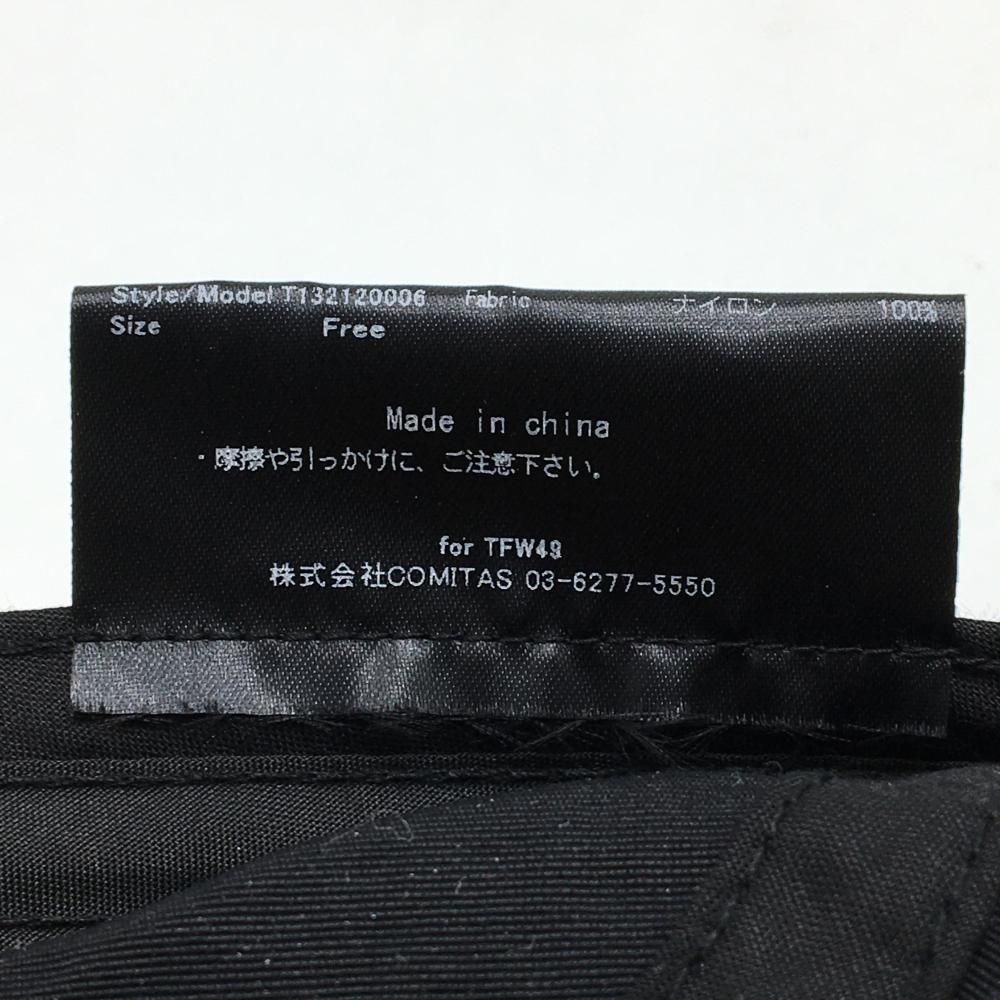 Style/Model T132120006 Fabric ナイロン 100%
Size Free
Made in china
・摩擦や引っかけに、ご注意下さい。
for TFW49
株式会社COMITAS 03-6277-5550